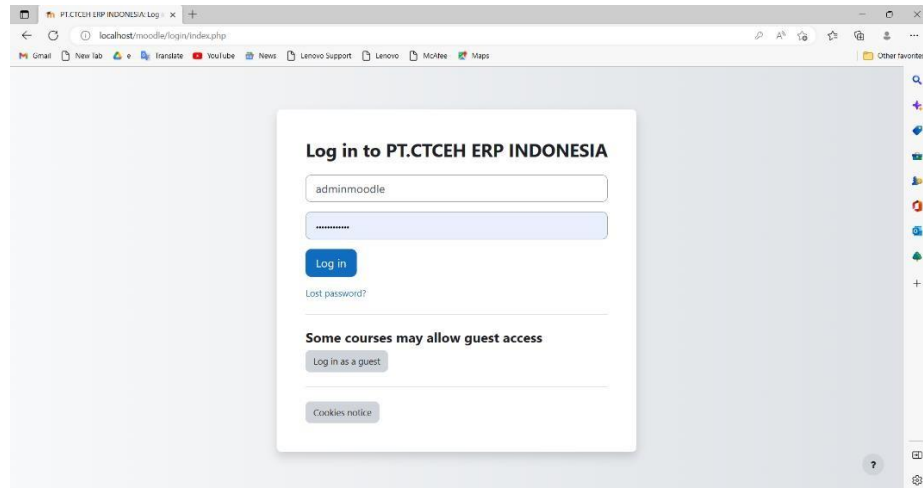 PT.CTCEH ERP INDONESIA: Log i
localhost/moodle/login/index.php
Gmail New tab Translate YouTube News Lenovo Support Lenovo McAfee Maps Other favorites
Log in to PT.CTCEH ERP INDONESIA
adminmoodle
••••••••••••
Log in
Lost password?
Some courses may allow guest access
Log in as a guest
Cookies notice
?